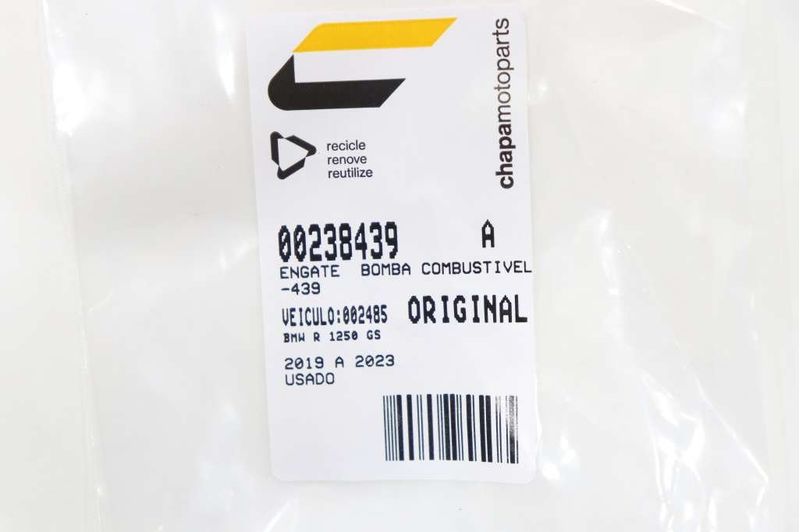 chapamotoparts
recicle
renove
reutilize
00238439 A
ENGATE BOMBA COMBUSTIVEL
-439
VEICULO:002485 ORIGINAL
BMW R 1250 GS
2019 A 2023
USADO